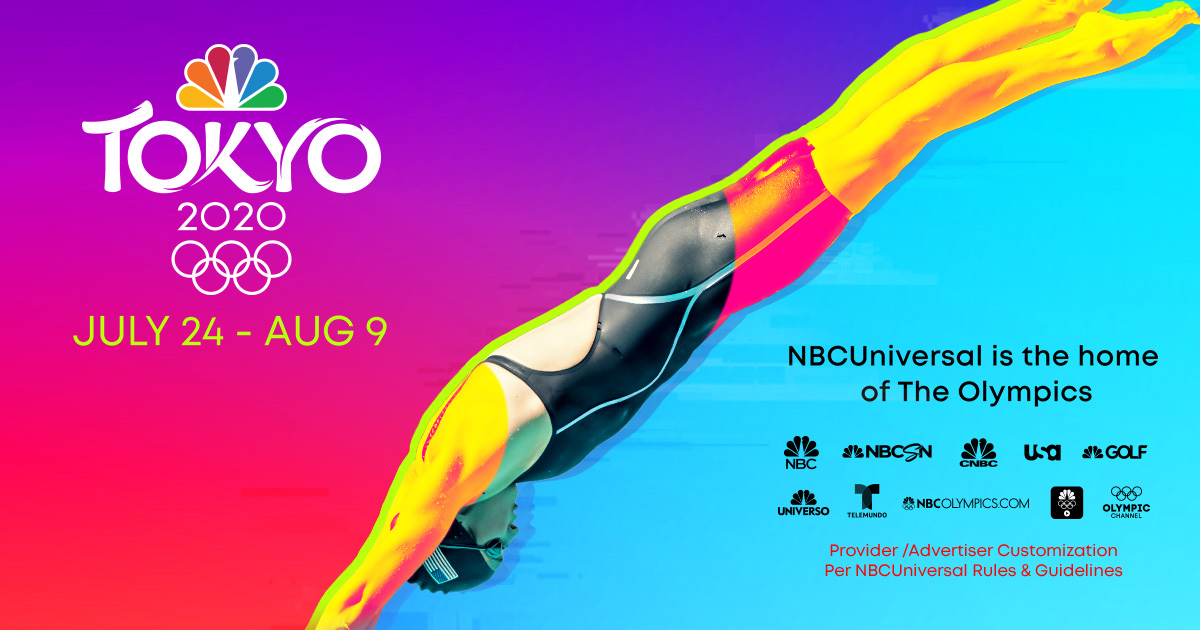 TOKYO
2020
JULY 24 - AUG 9
NBCUniversal is the home
of The Olympics
NBC NBCSN CNBC USA GOLF
UNIVERSO TELEMUNDO NBCOLYMPICS.COM OLYMPIC CHANNEL
Provider /Advertiser Customization
Per NBCUniversal Rules & Guidelines